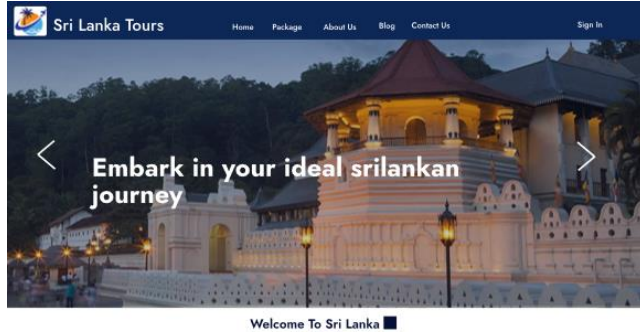 Sri Lanka Tours
Home Package About Us Blog Contact Us Sign In
Embark in your ideal srilankan
journey
Welcome To Sri Lanka